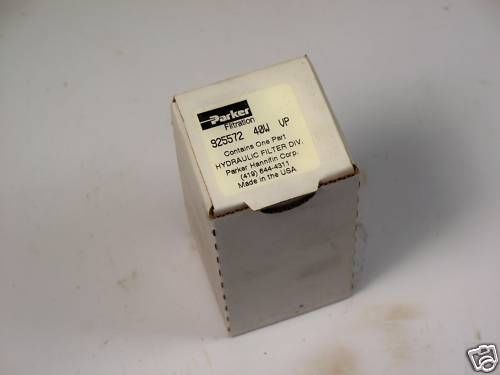 Parker
Filtration
925572 40W VP
Contains One Part
HYDRAULIC FILTER DIV.
Parker Hannifin Corp.
(419) 644-4311
Made in the USA